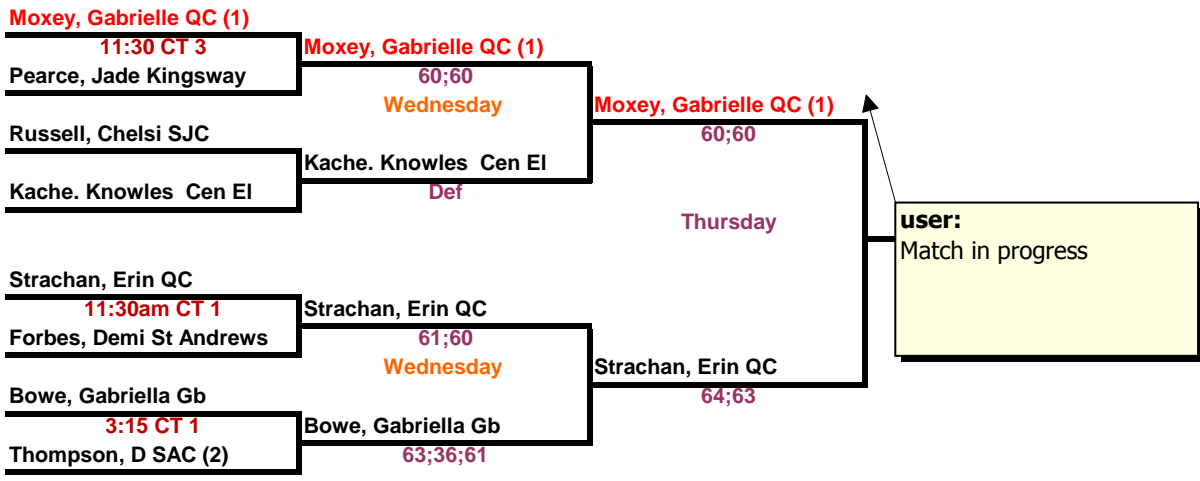 Moxey, Gabrielle QC (1)
11:30 CT 3
Pearce, Jade Kingsway
Russell, Chelsi SJC
Kache. Knowles  Cen El
Strachan, Erin QC
11:30am CT 1
Forbes, Demi St Andrews
Bowe, Gabriella Gb
3:15 CT 1
Thompson, D SAC (2)
Moxey, Gabrielle QC (1)
60;60
Wednesday
Kache. Knowles  Cen El
Def
Strachan, Erin QC
61;60
Wednesday
Bowe, Gabriella Gb
63;36;61
Moxey, Gabrielle QC (1)
60;60
Thursday
Strachan, Erin QC
64;63
user:
Match in progress